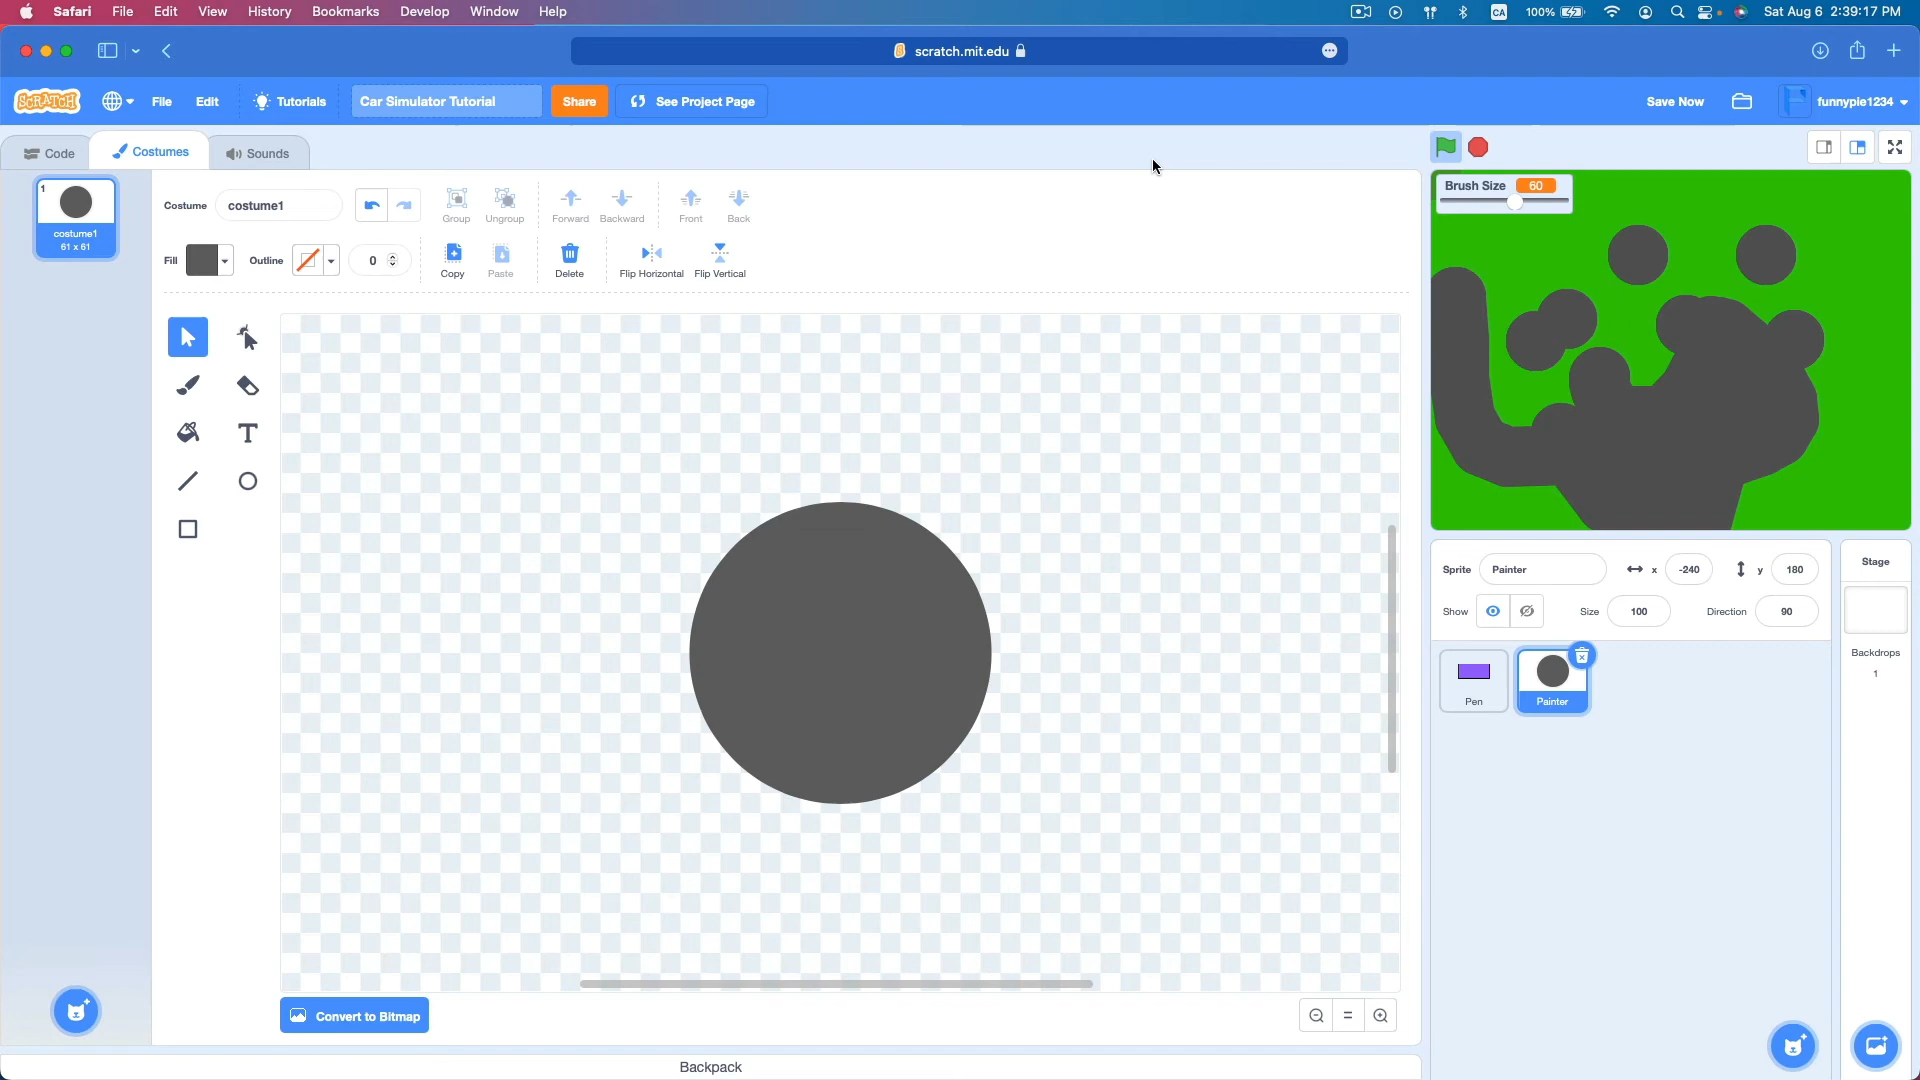 Safari File Edit View History Bookmarks Develop Window Help CA 100% Sat Aug 6 2:39:17 PM
scratch.mit.edu
SCRATCH File Edit Tutorials Car Simulator Tutorial Share See Project Page Save Now funnypie1234
Code Costumes Sounds
Brush Size 60
1
costume1
61 x 61
Costume costume1 Group Ungroup Forward Backward Front Back
Fill Outline 0 Copy Paste Delete Flip Horizontal Flip Vertical
Sprite Painter x -240 y 180
Show Size 100 Direction 90
Pen
Painter
Stage
Backdrops
1
Convert to Bitmap
Backpack